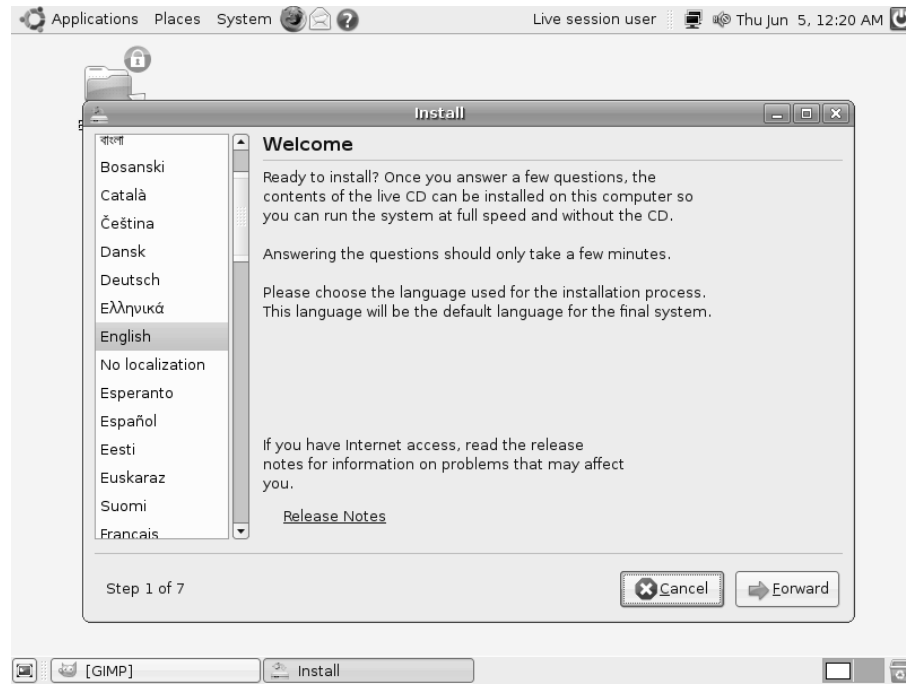 Applications Places System Live session user Thu Jun 5, 12:20 AM
Install
বাংলা
Bosanski
Català
Čeština
Dansk
Deutsch
Ελληνικά
English
No localization
Esperanto
Español
Eesti
Euskaraz
Suomi
Français
Welcome
Ready to install? Once you answer a few questions, the
contents of the live CD can be installed on this computer so
you can run the system at full speed and without the CD.
Answering the questions should only take a few minutes.
Please choose the language used for the installation process.
This language will be the default language for the final system.
If you have Internet access, read the release
notes for information on problems that may affect
you.
Release Notes
Step 1 of 7
Cancel
Forward
[GIMP]
Install